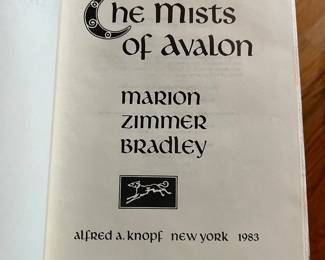 The Mists
of Avalon
MARION
ZIMMER
BRADLEY
alfred a. knopf new york 1983